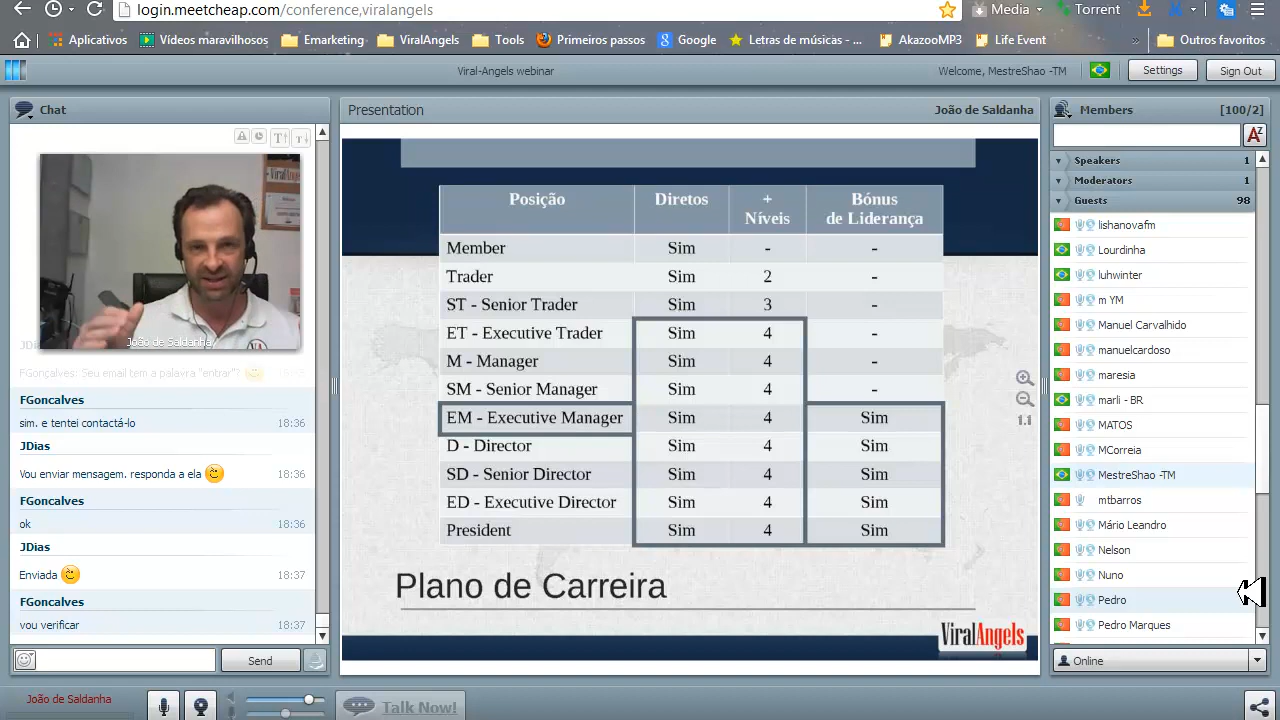 login.meetcheap.com/conference,viralangels
Media
Torrent
Aplicativos
Vídeos maravilhosos
Emarketing
ViralAngels
Tools
Primeiros passos
Google
Letras de músicas - ...
AkazooMP3
Life Event
»
Outros favoritos
Viral-Angels webinar
Welcome, MestreShao -TM
Settings
Sign Out
Chat
João de Saldanha
FGonçalves: Seu email tem a palavra "entrar"?
FGoncalves
sim. e tentei contactá-lo 18:36
JDias
Vou enviar mensagem. responda a ela 18:36
FGoncalves
ok 18:36
JDias
Enviada 18:37
FGoncalves
vou verificar 18:37
Send
João de Saldanha
Talk Now!
Presentation João de Saldanha
Posição Diretos + Níveis Bónus de Liderança
Member Sim - -
Trader Sim 2 -
ST - Senior Trader Sim 3 -
ET - Executive Trader Sim 4 -
M - Manager Sim 4 -
SM - Senior Manager Sim 4 -
EM - Executive Manager Sim 4 Sim
D - Director Sim 4 Sim
SD - Senior Director Sim 4 Sim
ED - Executive Director Sim 4 Sim
President Sim 4 Sim
Plano de Carreira
ViralAngels
1.1
Members [100/2]
Speakers 1
Moderators 1
Guests 98
lishanovafm
Lourdinha
luhwinter
m YM
Manuel Carvalhido
manuelcardoso
maresia
marli - BR
MATOS
MCorreia
MestreShao -TM
mtbarros
Mário Leandro
Nelson
Nuno
Pedro
Pedro Marques
Online